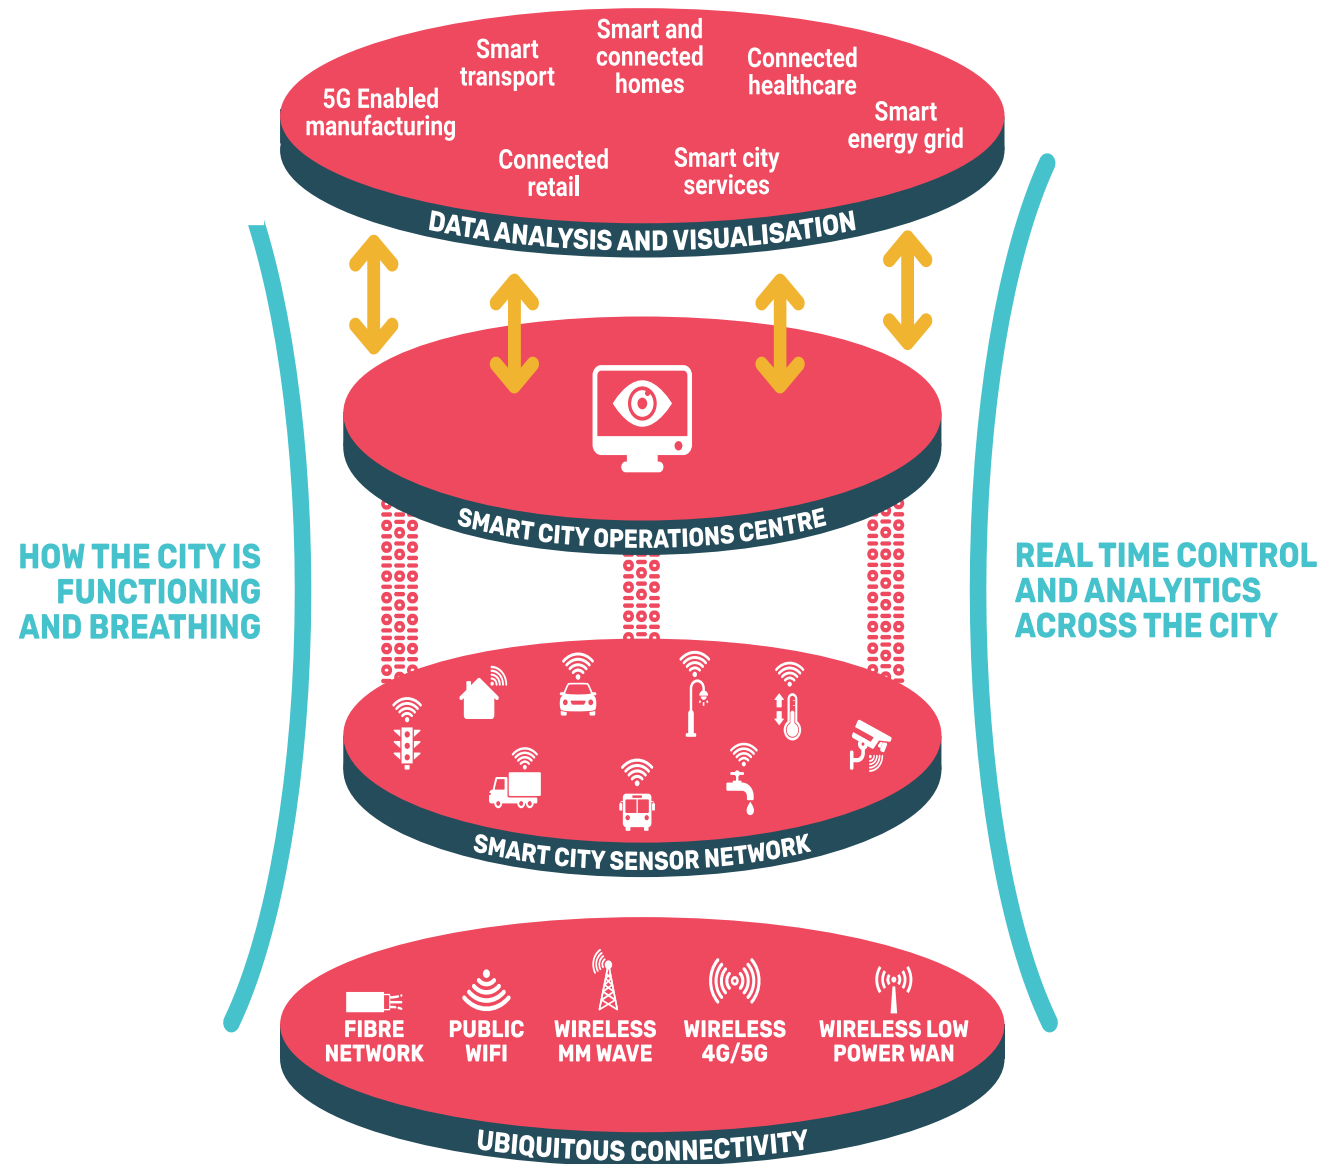 Smart
transport
Smart and
connected
homes
Connected
healthcare
5G Enabled
manufacturing
Smart
energy grid
Connected
retail
Smart city
services
DATA ANALYSIS AND VISUALISATION
SMART CITY OPERATIONS CENTRE
HOW THE CITY IS
FUNCTIONING
AND BREATHING
REAL TIME CONTROL
AND ANALYITICS
ACROSS THE CITY
SMART CITY SENSOR NETWORK
FIBRE
NETWORK
PUBLIC
WIFI
WIRELESS
MM WAVE
WIRELESS
4G/5G
WIRELESS LOW
POWER WAN
UBIQUITOUS CONNECTIVITY